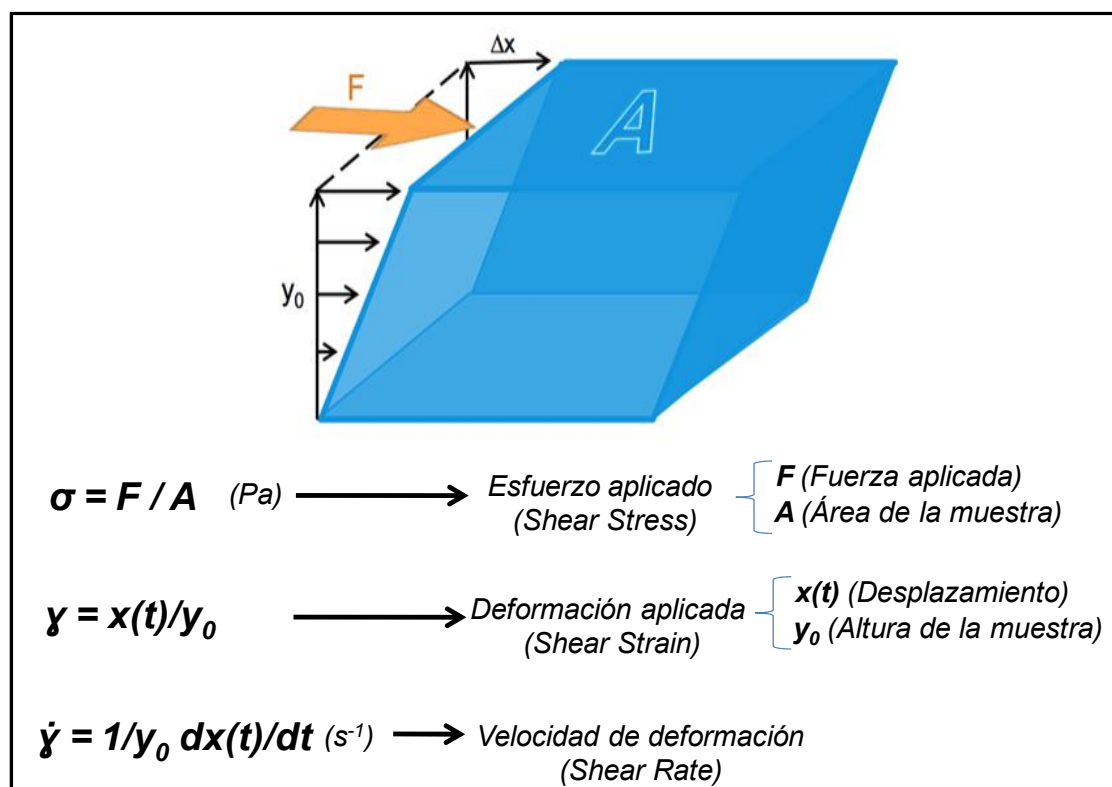 Δx
F
A
y₀
σ = F / A (Pa) Esfuerzo aplicado
(Shear Stress)
F (Fuerza aplicada)
A (Área de la muestra)
ɣ = x(t)/y₀ Deformación aplicada
(Shear Strain)
x(t) (Desplazamiento)
y₀ (Altura de la muestra)
ɣ̇ = 1/y₀ dx(t)/dt (s⁻¹) Velocidad de deformación
(Shear Rate)